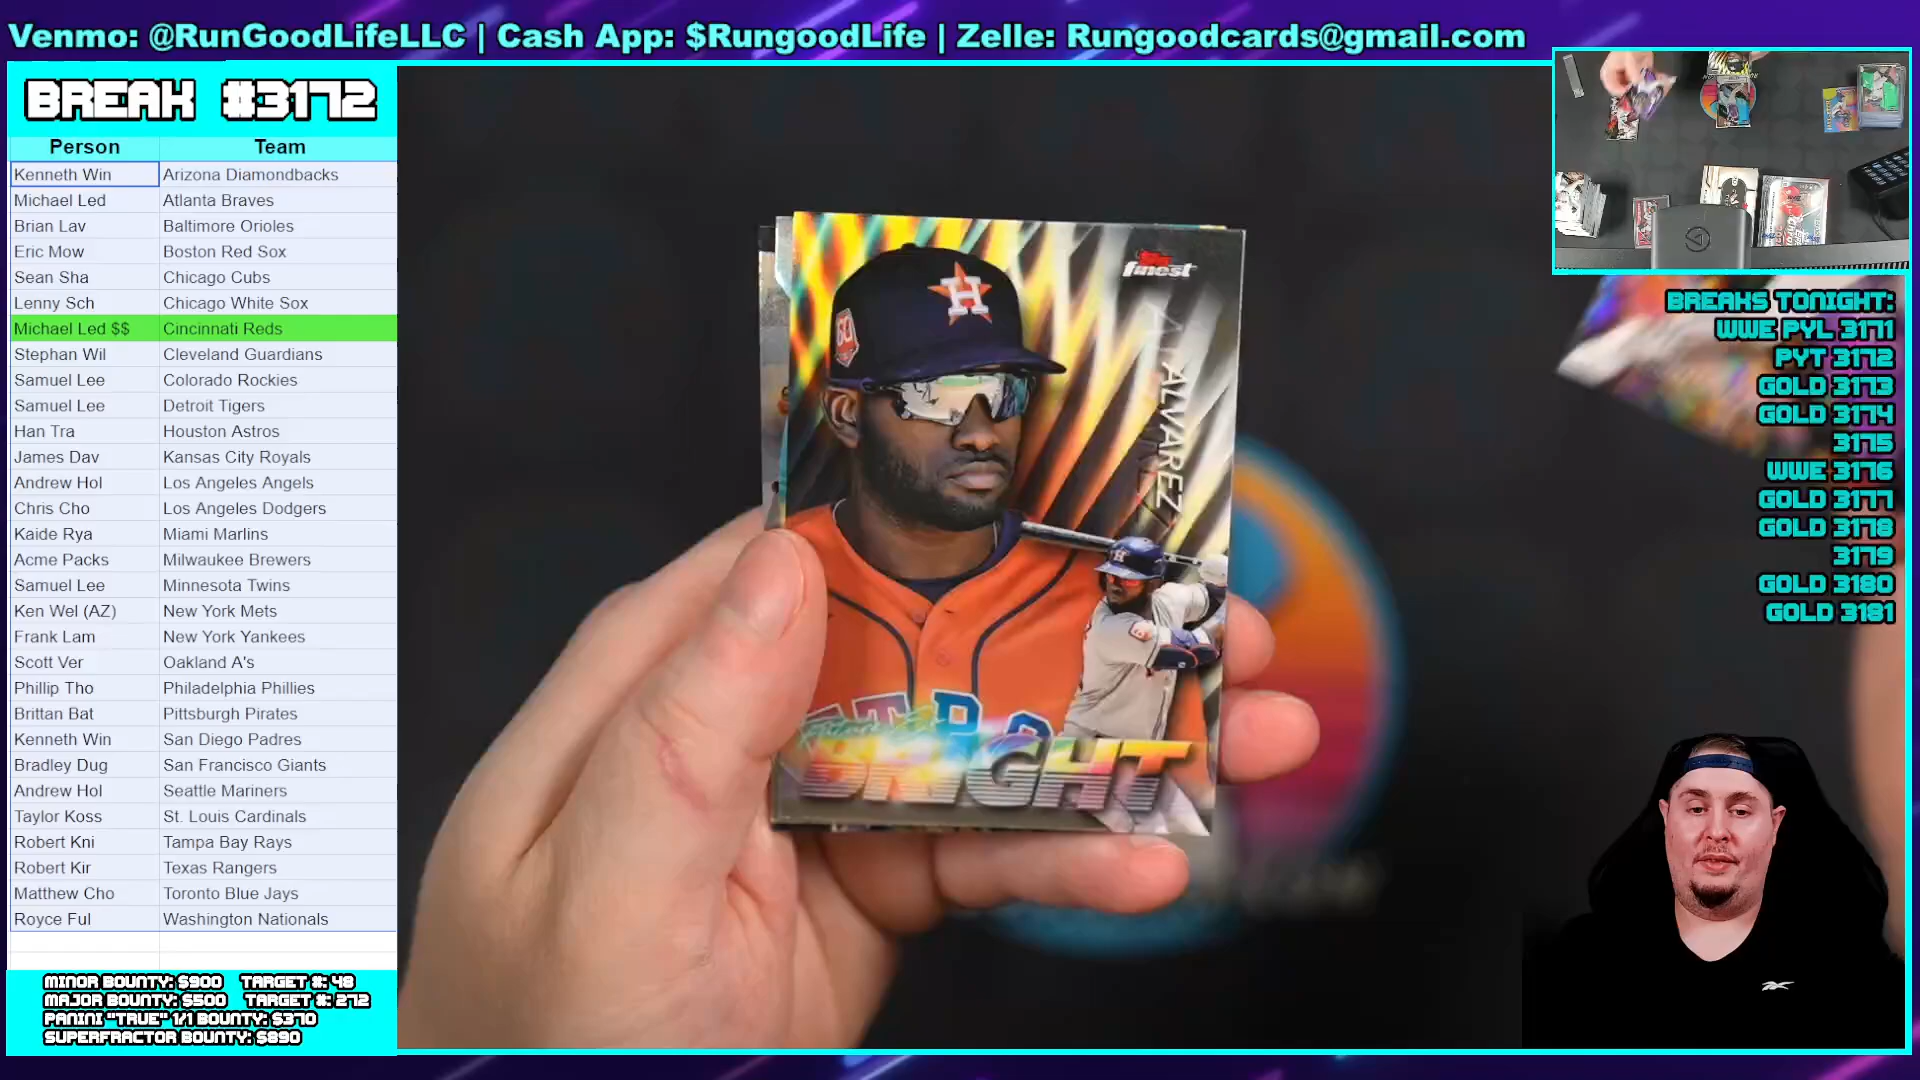 Venmo: @RunGoodLifeLLC | Cash App: $RungoodLife | Zelle: Rungoodcards@gmail.com
BREAK #3172
Person Team
Kenneth Win Arizona Diamondbacks
Michael Led Atlanta Braves
Brian Lav Baltimore Orioles
Eric Mow Boston Red Sox
Sean Sha Chicago Cubs
Lenny Sch Chicago White Sox
Michael Led $$ Cincinnati Reds
Stephan Wil Cleveland Guardians
Samuel Lee Colorado Rockies
Samuel Lee Detroit Tigers
Han Tra Houston Astros
James Dav Kansas City Royals
Andrew Hol Los Angeles Angels
Chris Cho Los Angeles Dodgers
Kaide Rya Miami Marlins
Acme Packs Milwaukee Brewers
Samuel Lee Minnesota Twins
Ken Wel (AZ) New York Mets
Frank Lam New York Yankees
Scott Ver Oakland A's
Phillip Tho Philadelphia Phillies
Brittan Bat Pittsburgh Pirates
Kenneth Win San Diego Padres
Bradley Dug San Francisco Giants
Andrew Hol Seattle Mariners
Taylor Koss St. Louis Cardinals
Robert Kni Tampa Bay Rays
Robert Kir Texas Rangers
Matthew Cho Toronto Blue Jays
Royce Ful Washington Nationals
MINOR BOUNTY: $900 TARGET #: 48
MAJOR BOUNTY: $500 TARGET #: 272
PANINI "TRUE" 1/1 BOUNTY: $370
SUPERFRACTOR BOUNTY: $890
Topps
finest
ALVAREZ
H
60
BRIGHT
BREAKS TONIGHT:
WWE PYL 3171
PYT 3172
GOLD 3173
GOLD 3174
3175
WWE 3176
GOLD 3177
GOLD 3178
3179
GOLD 3180
GOLD 3181